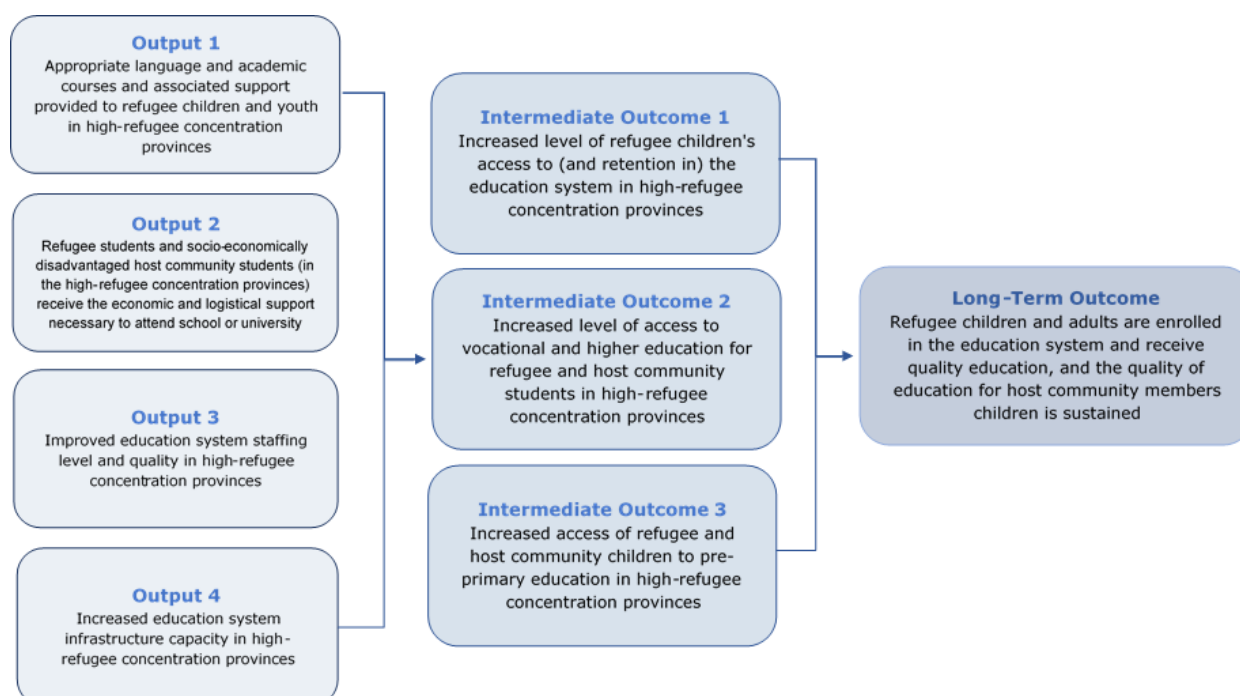 Output 1
Appropriate language and academic
courses and associated support
provided to refugee children and youth
in high-refugee concentration
provinces
Output 2
Refugee students and socio-economically
disadvantaged host community students (in
the high-refugee concentration provinces)
receive the economic and logistical support
necessary to attend school or university
Output 3
Improved education system staffing
level and quality in high-refugee
concentration provinces
Output 4
Increased education system
infrastructure capacity in high-
refugee concentration provinces
Intermediate Outcome 1
Increased level of refugee children's
access to (and retention in) the
education system in high-refugee
concentration provinces
Intermediate Outcome 2
Increased level of access to
vocational and higher education for
refugee and host community
students in high-refugee
concentration provinces
Intermediate Outcome 3
Increased access of refugee and
host community children to pre-
primary education in high-refugee
concentration provinces
Long-Term Outcome
Refugee children and adults are enrolled
in the education system and receive
quality education, and the quality of
education for host community members
children is sustained